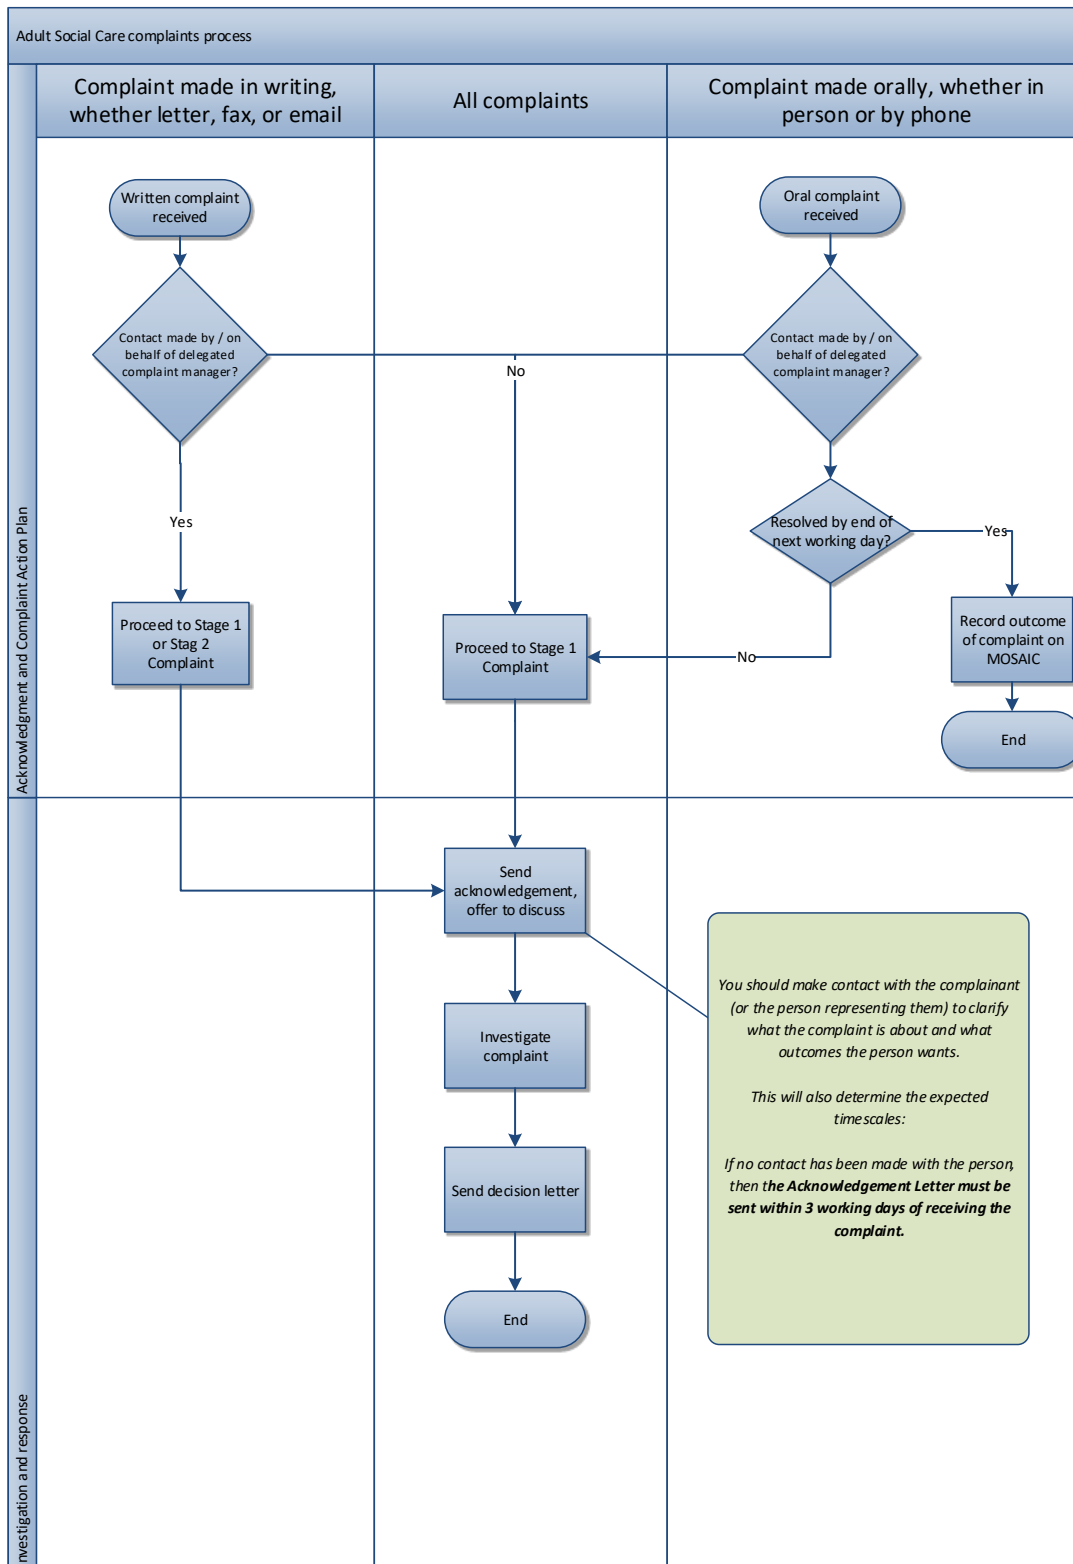 Adult Social Care complaints process
Complaint made in writing,
whether letter, fax, or email
All complaints
Complaint made orally, whether in
person or by phone
Acknowledgment and Complaint Action Plan
Written complaint
received
Oral complaint
received
Contact made by / on
behalf of delegated
complaint manager?
No
Contact made by / on
behalf of delegated
complaint manager?
Yes
Resolved by end of
next working day?
Yes
Proceed to Stage 1
or Stag 2
Complaint
Proceed to Stage 1
Complaint
No
Record outcome
of complaint on
MOSAIC
End
nvestigation and response
Send
acknowledgement,
offer to discuss
Investigate
complaint
Send decision letter
End
You should make contact with the complainant
(or the person representing them) to clarify
what the complaint is about and what
outcomes the person wants.
This will also determine the expected
timescales:
If no contact has been made with the person,
then the Acknowledgement Letter must be
sent within 3 working days of receiving the
complaint.